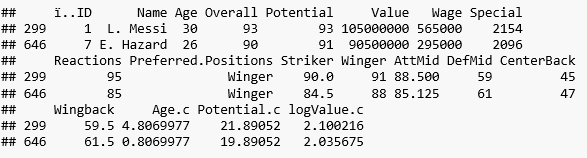 ##     ï..ID      Name Age Overall Potential     Value   Wage Special
## 299     1  L. Messi  30      93        93 105000000 565000    2154
## 646     7 E. Hazard  26      90        91  90500000 295000    2096
##     Reactions Preferred.Positions Striker Winger AttMid DefMid CenterBack
## 299        95              Winger    90.0     91 88.500     59         45
## 646        85              Winger    84.5     88 85.125     61         47
##     Wingback     Age.c Potential.c logValue.c
## 299     59.5 4.8069977    21.89052   2.100216
## 646     61.5 0.8069977    19.89052   2.035675